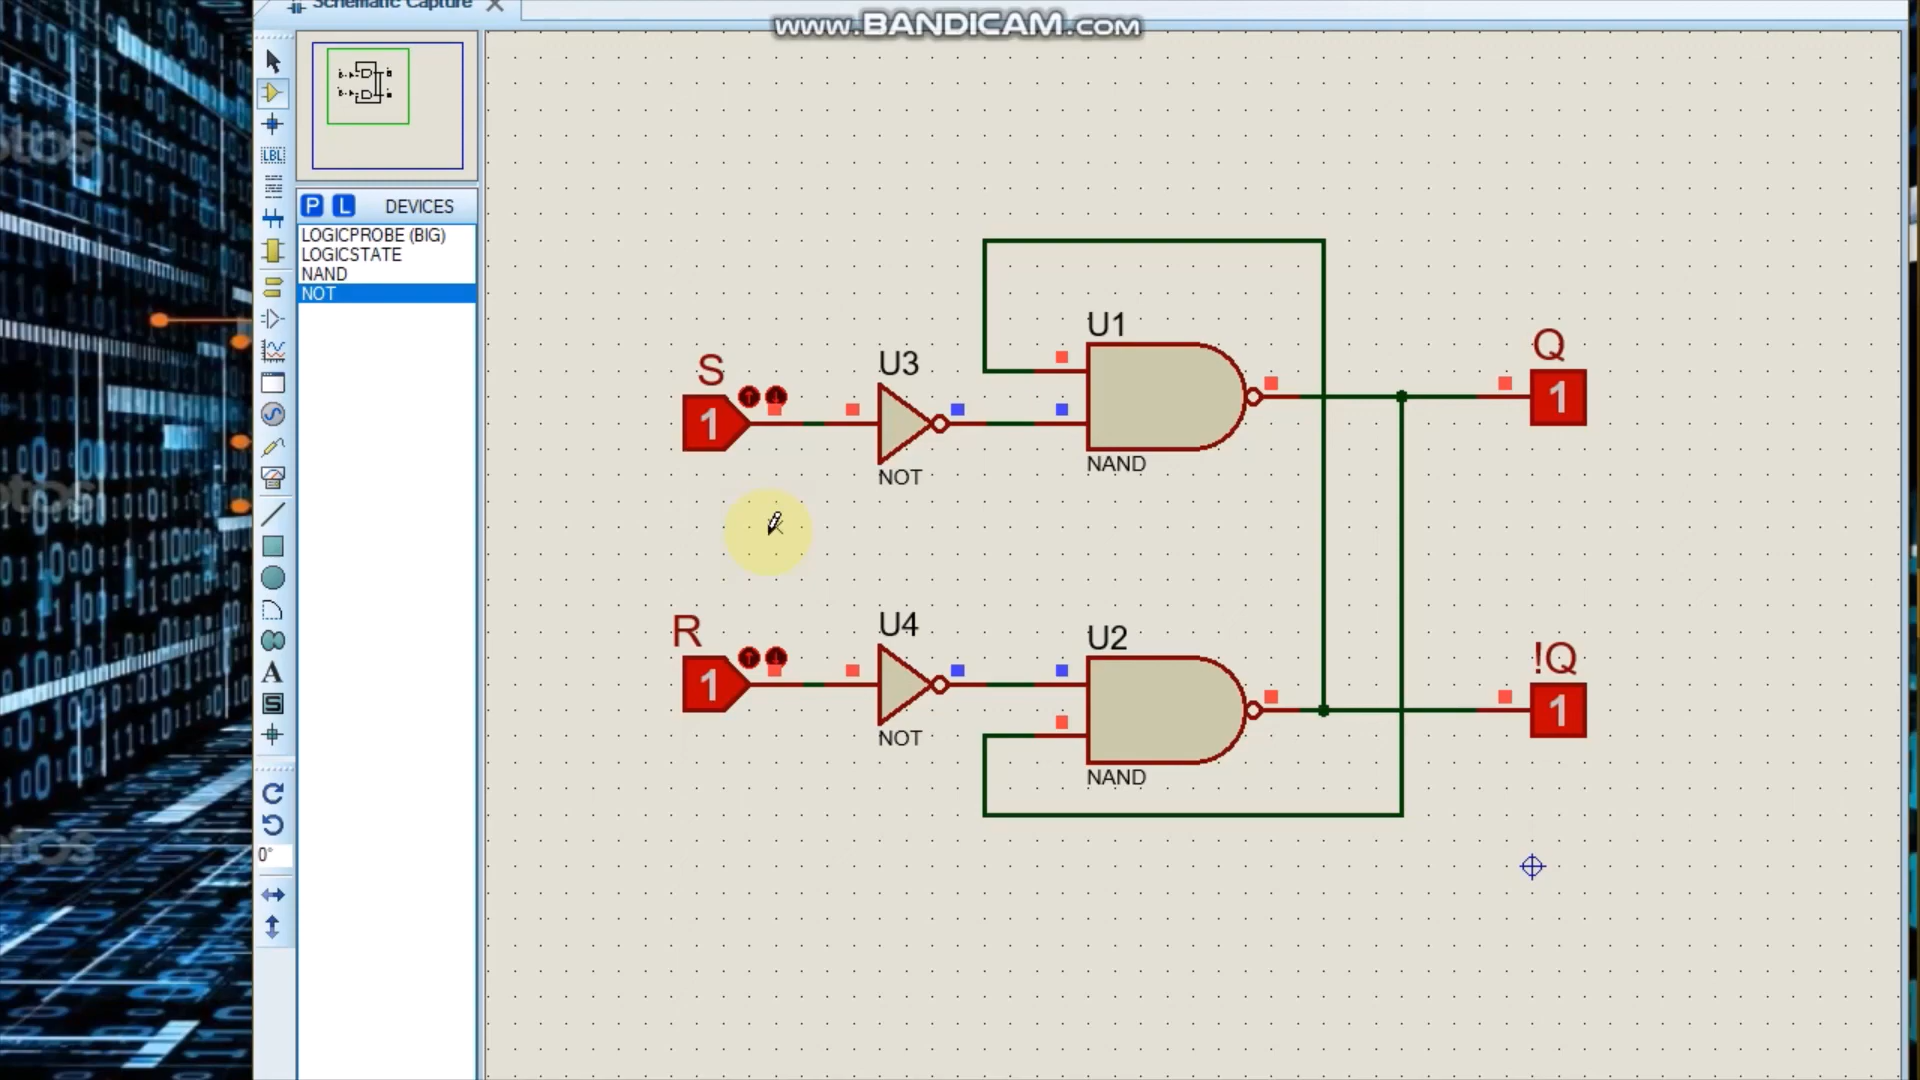 Schematic Capture
www.BANDICAM.com
LBL
P L DEVICES
LOGICPROBE (BIG)
LOGICSTATE
NAND
NOT
A
S
0°
S
1
U3
NOT
U1
NAND
Q
1
R
1
U4
NOT
U2
NAND
!Q
1